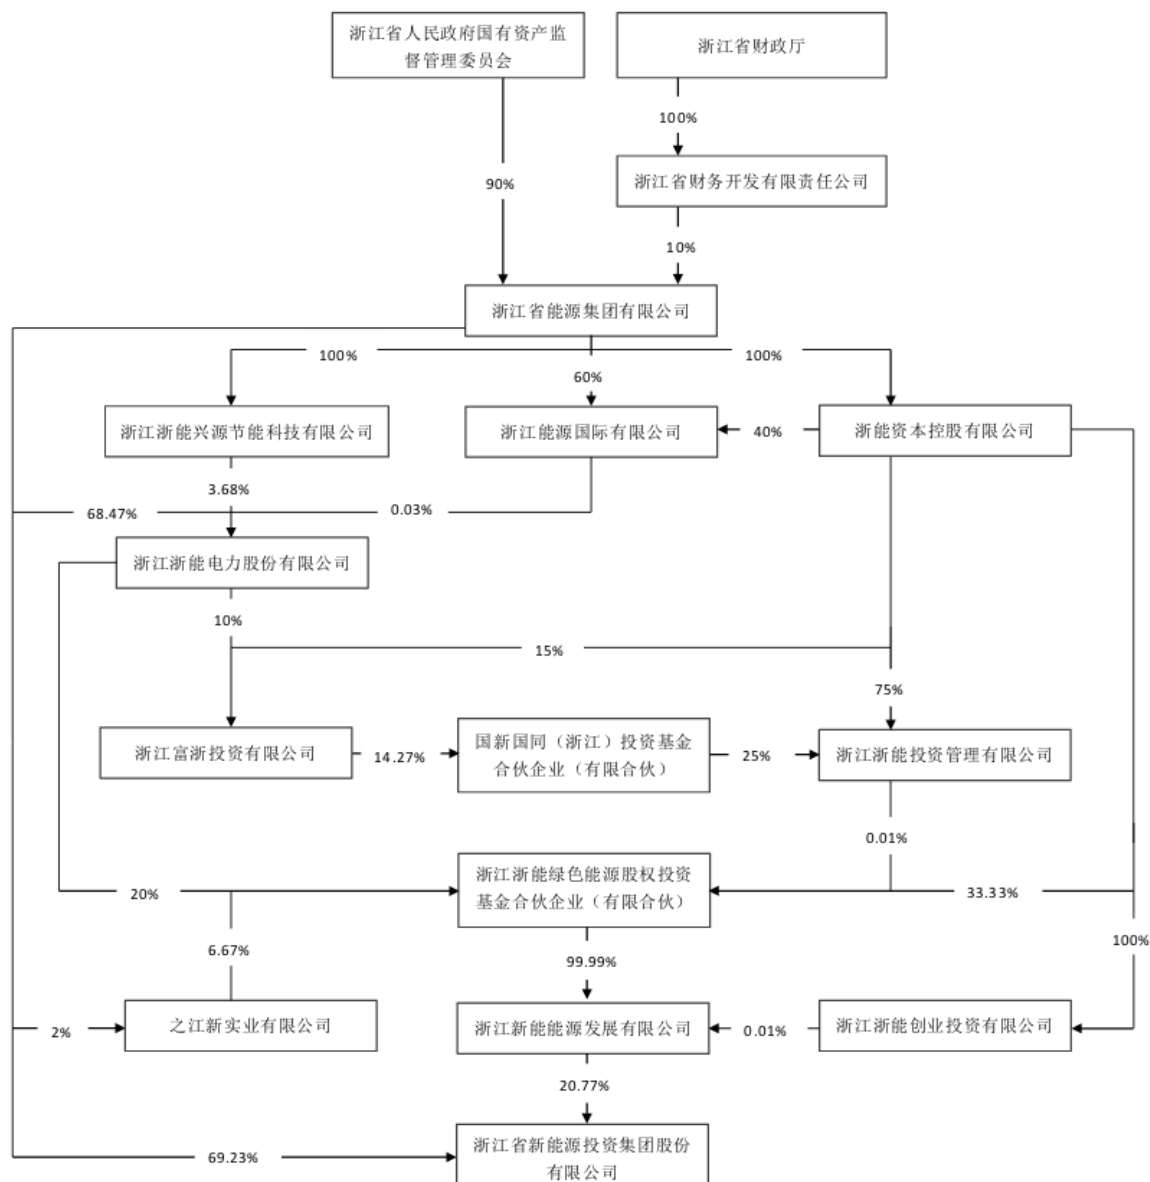 浙江省人民政府国有资产监
督管理委员会
浙江省财政厅
100%
90%
浙江省财务开发有限责任公司
10%
浙江省能源集团有限公司
100%
60%
100%
浙江浙能兴源节能科技有限公司
浙江能源国际有限公司
40%
浙能资本控股有限公司
3.68%
68.47%
0.03%
浙江浙能电力股份有限公司
10%
15%
75%
浙江富浙投资有限公司
14.27%
国新国同（浙江）投资基金
合伙企业（有限合伙）
25%
浙江浙能投资管理有限公司
0.01%
20%
浙江浙能绿色能源股权投资
基金合伙企业（有限合伙）
33.33%
6.67%
99.99%
100%
2%
之江新实业有限公司
浙江新能能源发展有限公司
0.01%
浙江浙能创业投资有限公司
20.77%
69.23%
浙江省新能源投资集团股份
有限公司